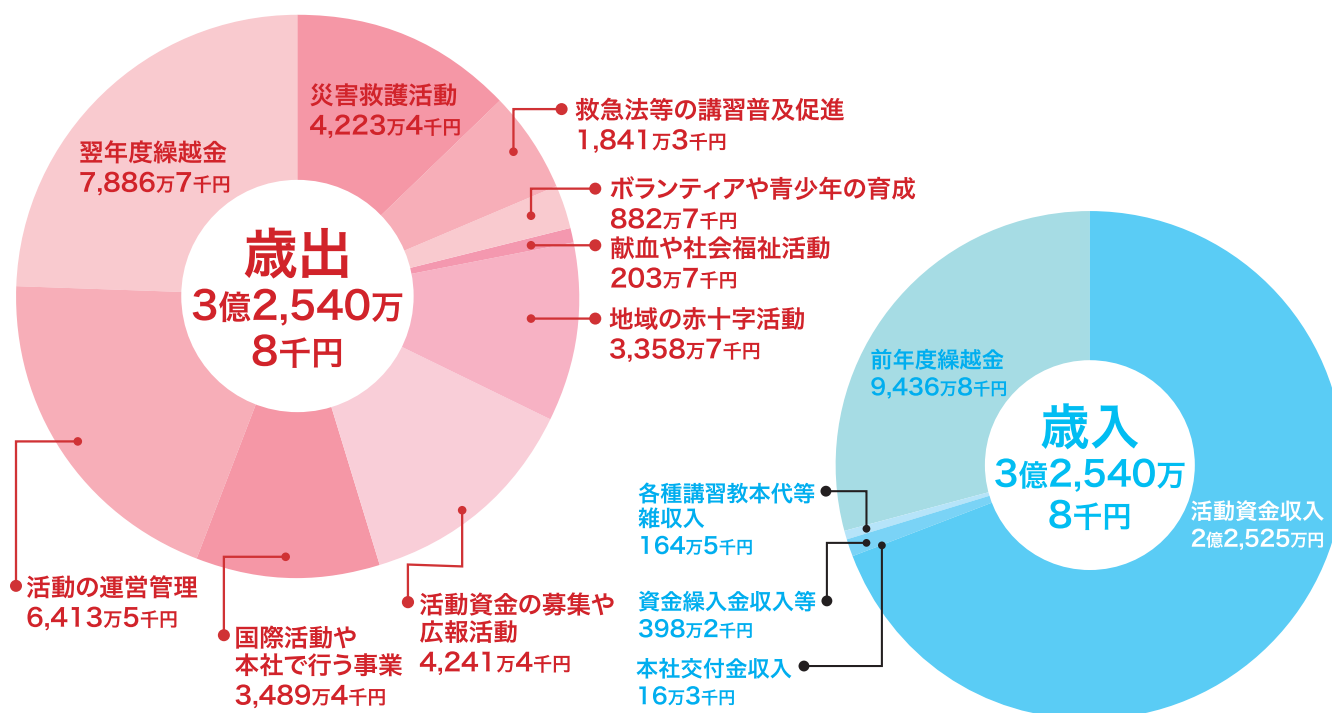 災害救護活動
4,223万4千円
救急法等の講習普及促進
1,841万3千円
ボランティアや青少年の育成
882万7千円
献血や社会福祉活動
203万7千円
地域の赤十字活動
3,358万7千円
活動資金の募集や
広報活動
4,241万4千円
国際活動や
本社で行う事業
3,489万4千円
活動の運営管理
6,413万5千円
翌年度繰越金
7,886万7千円
歳出
3億2,540万
8千円
前年度繰越金
9,436万8千円
歳入
3億2,540万
8千円
活動資金収入
2億2,525万円
各種講習教本代等
雑収入
164万5千円
資金繰入金収入等
398万2千円
本社交付金収入
16万3千円